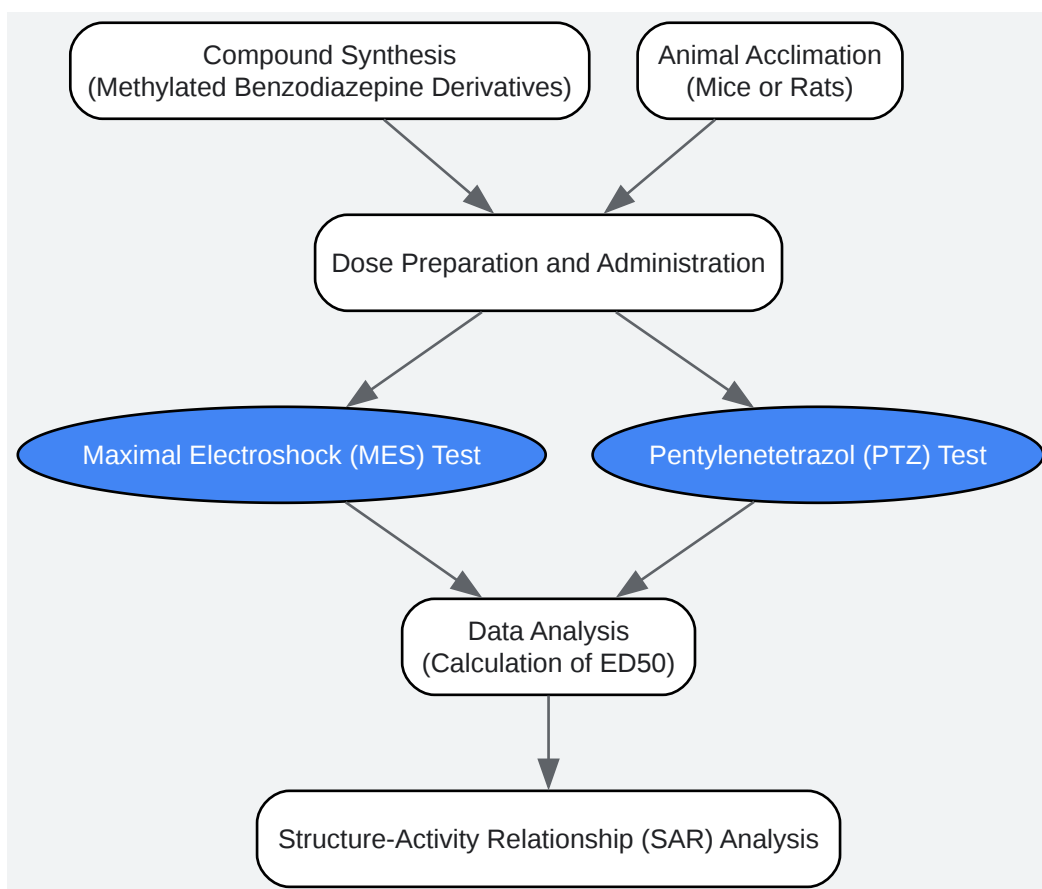 Compound Synthesis
(Methylated Benzodiazepine Derivatives)
Animal Acclimation
(Mice or Rats)
Dose Preparation and Administration
Maximal Electroshock (MES) Test
Pentylenetetrazol (PTZ) Test
Data Analysis
(Calculation of ED50)
Structure-Activity Relationship (SAR) Analysis